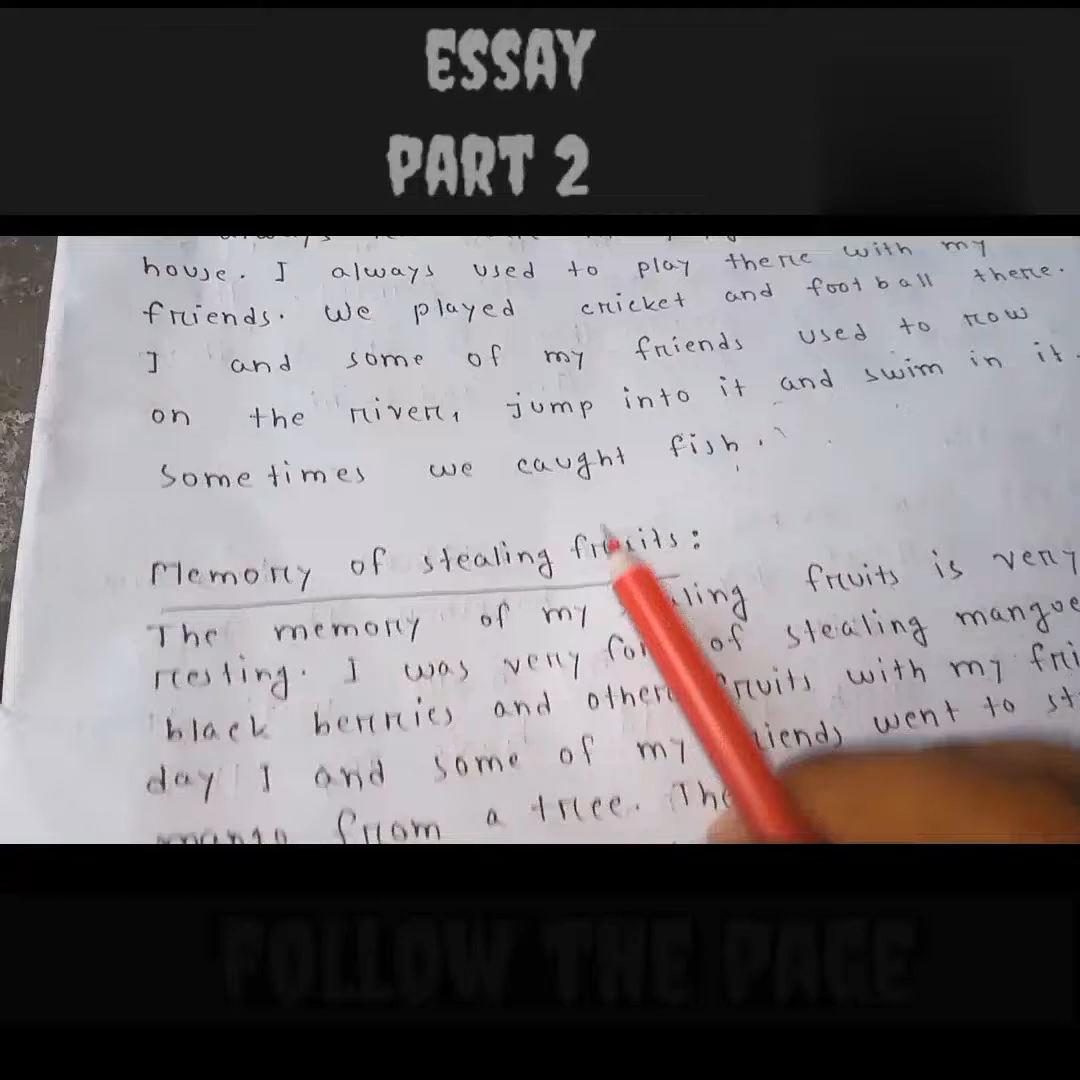 ESSAY
PART 2
house. I always used to play there with my
friends. We played cricket and football there.
I and some of my friends used to row
on the river, jump into it and swim in it.
Sometimes we caught fish.
Memory of stealing fruits:
The memory of my fruits is very
resting. I was very of stealing
black berries and other fruits with my
day I and some of my friends went to
mango from a tree. The
FOLLOW THE PAGE